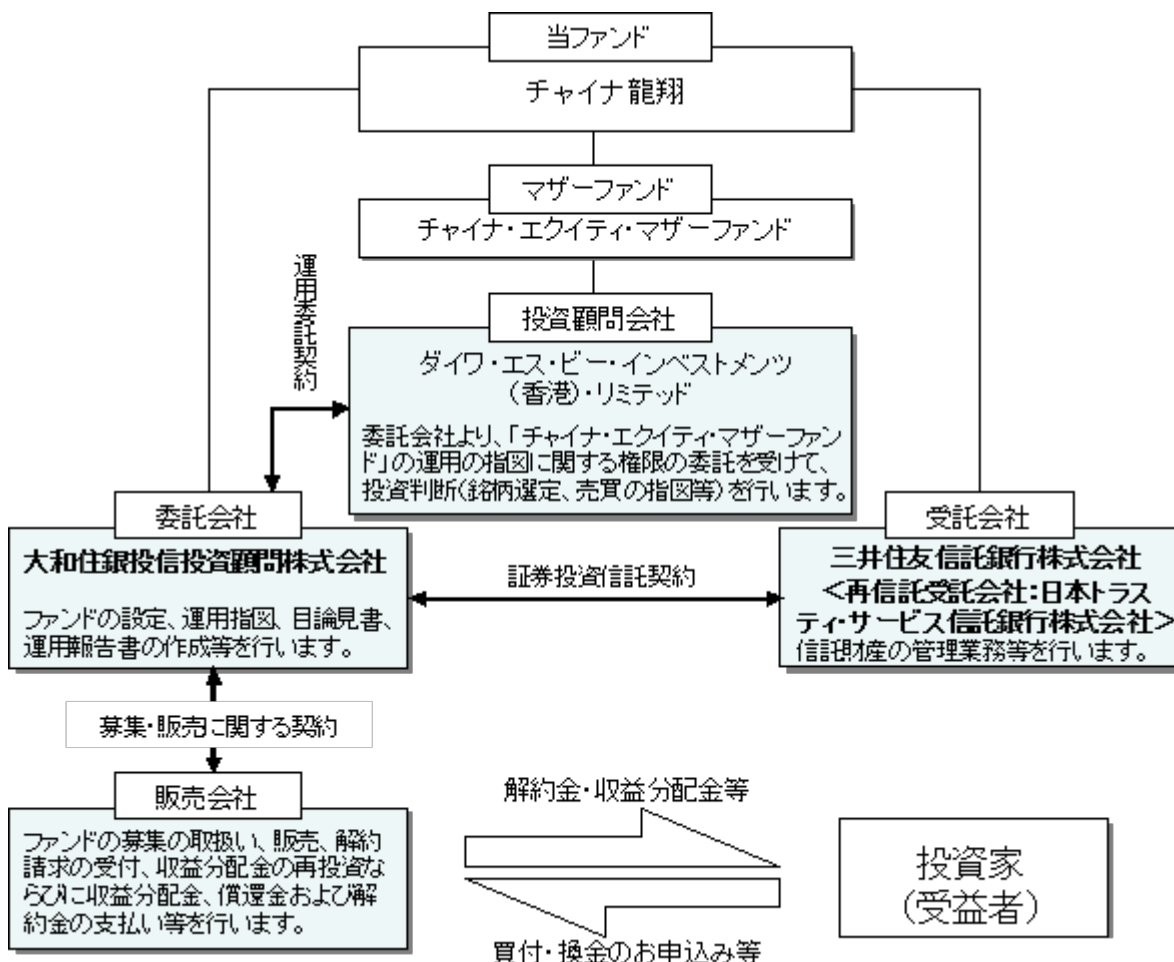 当ファンド
チャイナ龍翔
マザーファンド
チャイナ・エクイティ・マザーファンド
運用委託契約
投資顧問会社
ダイワ・エス・ビー・インベストメンツ
(香港)・リミテッド
委託会社より、「チャイナ・エクイティ・マザーファン
ド」の運用の指図に関する権限の委託を受けて、
投資判断(銘柄選定、売買の指図等)を行います。
委託会社
大和住銀投信投資顧問株式会社
ファンドの設定、運用指図、目論見書、
運用報告書の作成等を行います。
証券投資信託契約
受託会社
三井住友信託銀行株式会社
<再信託受託会社:日本トラス
ティ・サービス信託銀行株式会社>
信託財産の管理業務等を行います。
募集・販売に関する契約
販売会社
ファンドの募集の取扱い、販売、解約
請求の受付、収益分配金の再投資な
らびに収益分配金、償還金および解
約金の支払い等を行います。
解約金・収益分配金等
買付・換金のお申込み等
投資家
(受益者)